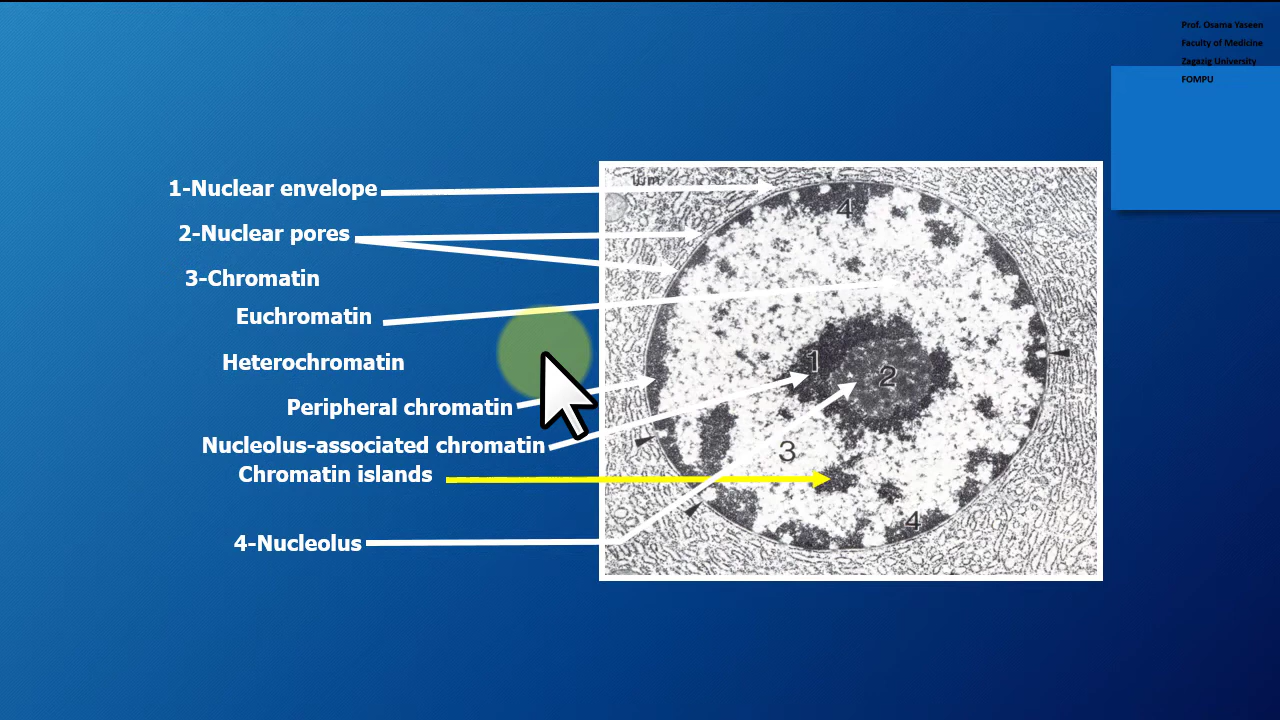 Prof. Osama Yaseen
Faculty of Medicine
Zagazig University
FOMPU
1-Nuclear envelope
2-Nuclear pores
3-Chromatin
Euchromatin
Heterochromatin
Peripheral chromatin
Nucleolus-associated chromatin
Chromatin islands
4-Nucleolus
1µm
4
1
2
3
4